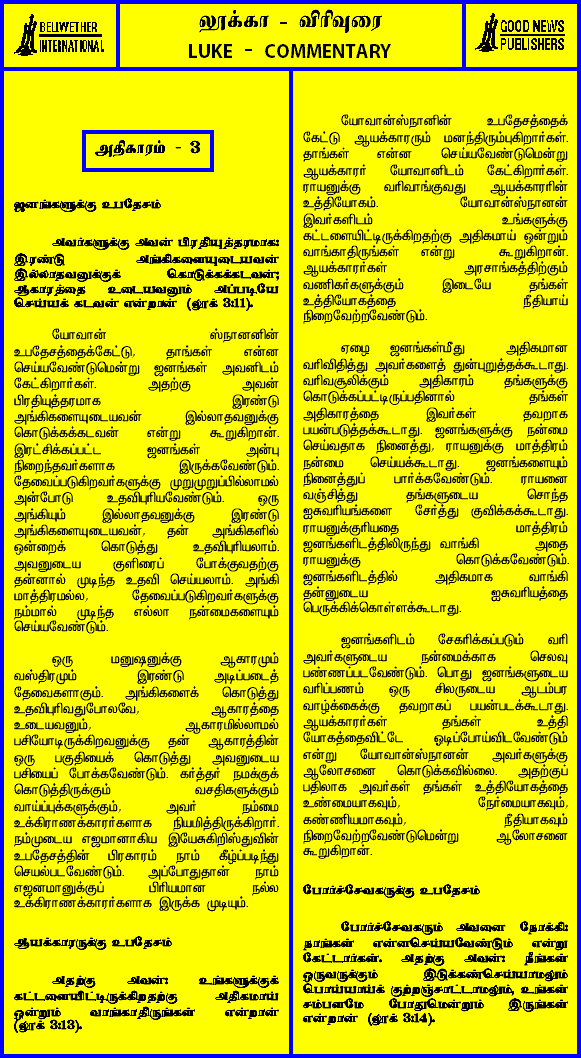 BELIWETHER
INTERNATIONAL
லூக்கா - விரிவுரை
LUKE - COMMENTARY
GOOD NEWS
PUBLISHERS
அதிகாரம் - 3
ஜனங்களுக்கு உபதேசம்
அவர்களுக்கு அவன் பிரதியுத்தரமாக:
இரண்டு அங்கிகளையுடையவன்
இல்லாதவனுக்குக் கொடுக்கக்கடவன்;
ஆகாரத்தை உடையவனும் அப்படியே
செய்யக் கடவன் என்றான் (லூக் 3:11).
யோவான் ஸ்நானனின்
உபதேசத்தைக்கேட்டு, தாங்கள் என்ன
செய்யவேண்டுமென்று ஜனங்கள் அவனிடம்
கேட்கிறார்கள். அதற்கு அவன்
பிரதியுத்தரமாக இரண்டு
அங்கிகளையுடையவன் இல்லாதவனுக்கு
கொடுக்கக்கடவன் என்று கூறுகிறான்.
இரட்சிக்கப்பட்ட ஜனங்கள் அன்பு
நிறைந்தவர்களாக இருக்கவேண்டும்.
தேவைப்படுகிறவர்களுக்கு முறுமுறுப்பில்லாமல்
அன்போடு உதவிபுரியவேண்டும். ஒரு
அங்கியும் இல்லாதவனுக்கு இரண்டு
அங்கிகளையுடையவன், தன் அங்கிகளில்
ஒன்றைக் கொடுத்து உதவிபுரியலாம்.
அவனுடைய குளிரைப் போக்குவதற்கு
தன்னால் முடிந்த உதவி செய்யலாம். அங்கி
மாத்திரமல்ல, தேவைப்படுகிறவர்களுக்கு
நம்மால் முடிந்த எல்லா நன்மைகளையும்
செய்யவேண்டும்.
ஒரு மனுஷனுக்கு ஆகாரமும்
வஸ்திரமும் இரண்டு அடிப்படைத்
தேவைகளாகும். அங்கிகளைக் கொடுத்து
உதவிபுரிவதுபோலவே, ஆகாரத்தை
உடையவனும், ஆகாரமில்லாமல்
பசியோடிருக்கிறவனுக்கு தன் ஆகாரத்தின்
ஒரு பகுதியைக் கொடுத்து அவனுடைய
பசியைப் போக்கவேண்டும். கர்த்தர் நமக்குக்
கொடுத்திருக்கும் வசதிகளுக்கும்
வாய்ப்புக்களுக்கும், அவர் நம்மை
உக்கிராணக்காரர்களாக நியமித்திருக்கிறார்.
நம்முடைய எஜமானாகிய இயேசுகிறிஸ்துவின்
உபதேசத்தின் பிரகாரம் நாம் கீழ்ப்படிந்து
செயல்படவேண்டும். அப்போதுதான் நாம்
எஜனமானுக்குப் பிரியமான நல்ல
உக்கிராணக்காரர்களாக இருக்க முடியும்.
ஆயக்காரருக்கு உபதேசம்
அதற்கு அவன்: உங்களுக்குக்
கட்டளையிட்டிருக்கிறதற்கு அதிகமாய்
ஒன்றும் வாங்காதிருங்கள் என்றான்
(லூக் 3:13).
யோவான்ஸ்நானின் உபதேசத்தைக்
கேட்டு ஆயக்காரரும் மனந்திரும்புகிறார்கள்.
தாங்கள் என்ன செய்யவேண்டுமென்று
ஆயக்காரர் யோவானிடம் கேட்கிறார்கள்.
ராயனுக்கு வரிவாங்குவது ஆயக்காரரின்
உத்தியோகம். யோவான்ஸ்நானன்
இவர்களிடம் உங்களுக்கு
கட்டளையிட்டிருக்கிறதற்கு அதிகமாய் ஒன்றும்
வாங்காதிருங்கள் என்று கூறுகிறான்.
ஆயக்காரர்கள் அரசாங்கத்திற்கும்
வணிகர்களுக்கும் இடையே தங்கள்
உத்தியோகத்தை நீதியாய்
நிறைவேற்றவேண்டும்.
ஏழை ஜனங்கள்மீது அதிகமான
வரிவிதித்து அவர்களைத் துன்புறுத்தக்கூடாது.
வரிவசூலிக்கும் அதிகாரம் தங்களுக்கு
கொடுக்கப்பட்டிருப்பதினால் தங்கள்
அதிகாரத்தை இவர்கள் தவறாக
பயன்படுத்தக்கூடாது. ஜனங்களுக்கு நன்மை
செய்வதாக நினைத்து, ராயனுக்கு மாத்திரம்
நன்மை செய்யக்கூடாது. ஜனங்களையும்
நினைத்துப் பார்க்கவேண்டும். ராயனை
வஞ்சித்து தங்களுடைய சொந்த
ஐசுவரியங்களை சேர்த்து குவிக்கக்கூடாது.
ராயனுக்குரியதை மாத்திரம்
ஜனங்களிடத்திலிருந்து வாங்கி அதை
ராயனுக்கு கொடுக்கவேண்டும்.
ஜனங்களிடத்தில் அதிகமாக வாங்கி
தன்னுடைய ஐசுவரியத்தை
பெருக்கிக்கொள்ளக்கூடாது.
ஜனங்களிடம் சேகரிக்கப்படும் வரி
அவர்களுடைய நன்மைக்காக செலவு
பண்ணப்படவேண்டும். பொது ஜனங்களுடைய
வரிப்பணம் ஒரு சிலருடைய ஆடம்பர
வாழ்க்கைக்கு தவறாகப் பயன்படக்கூடாது.
ஆயக்காரர்கள் தங்கள் உத்தி
யோகத்தைவிட்டே ஓடிப்போய்விடவேண்டும்
என்று யோவான்ஸ்நானன் அவர்களுக்கு
ஆலோசனை கொடுக்கவில்லை. அதற்குப்
பதிலாக அவர்கள் தங்கள் உத்தியோகத்தை
உண்மையாகவும், நேர்மையாகவும்,
கண்ணியமாகவும், நீதியாகவும்
நிறைவேற்றவேண்டுமென்று ஆலோசனை
கூறுகிறான்.
போர்ச்சேவகருக்கு உபதேசம்
போர்ச்சேவகரும் அவனை நோக்கி:
நாங்கள் என்னசெய்யவேண்டும் என்று
கேட்டார்கள். அதற்கு அவன்: நீங்கள்
ஒருவருக்கும் இடுக்கண்செய்யாமலும்
பொய்யாய்க் குற்றஞ்சாட்டாமலும், உங்கள்
சம்பளமே போதுமென்றும் இருங்கள்
என்றான் (லூக் 3:14).